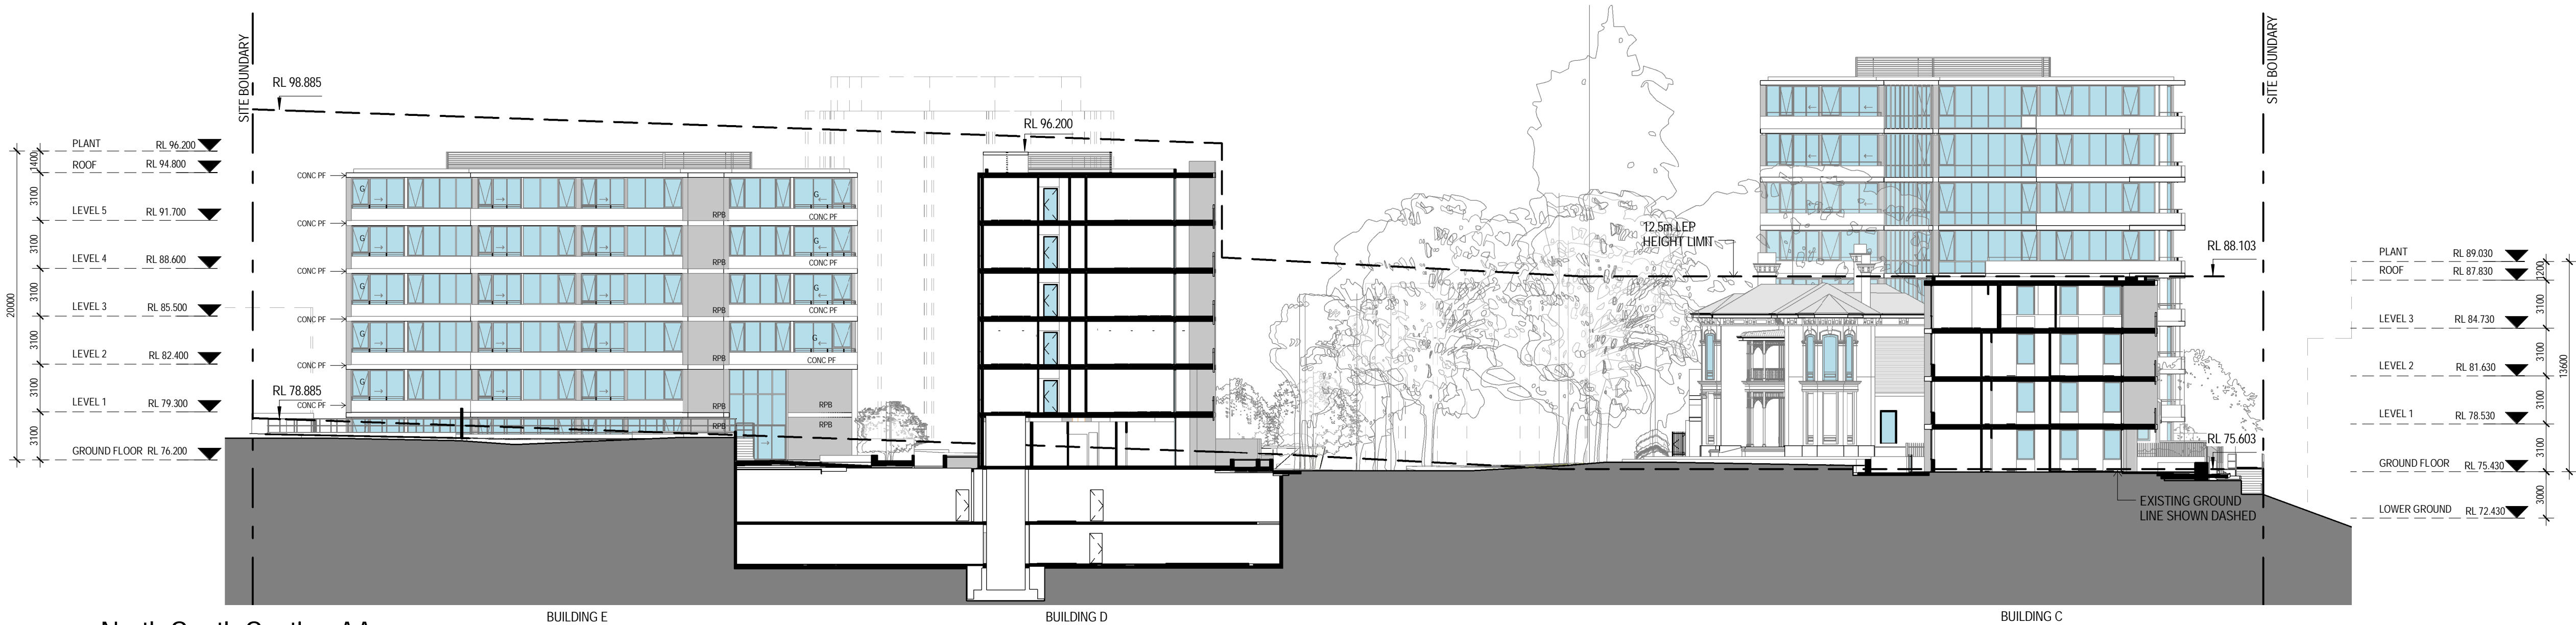 SITE BOUNDARY
RL 98.885
PLANT RL 96.200
ROOF RL 94.800
LEVEL 5 RL 91.700
LEVEL 4 RL 88.600
LEVEL 3 RL 85.500
LEVEL 2 RL 82.400
LEVEL 1 RL 79.300
GROUND FLOOR RL 76.200
20000
1400
3100
3100
3100
3100
3100
3100
RL 78.885
CONC PF
CONC PF
CONC PF
CONC PF
CONC PF
CONC PF
G
G
G
G
G
G
G
G
G
RPB
CONC PF
RPB
CONC PF
RPB
CONC PF
RPB
CONC PF
RPB
RPB
RPB
RPB
RL 96.200
12.5m LEP
HEIGHT LIMIT
SITE BOUNDARY
RL 88.103
RL 75.603
EXISTING GROUND
LINE SHOWN DASHED
PLANT RL 89.030
ROOF RL 87.830
LEVEL 3 RL 84.730
LEVEL 2 RL 81.630
LEVEL 1 RL 78.530
GROUND FLOOR RL 75.430
LOWER GROUND RL 72.430
1200
3100
3100
3100
3100
3000
13600
BUILDING E
BUILDING D
BUILDING C